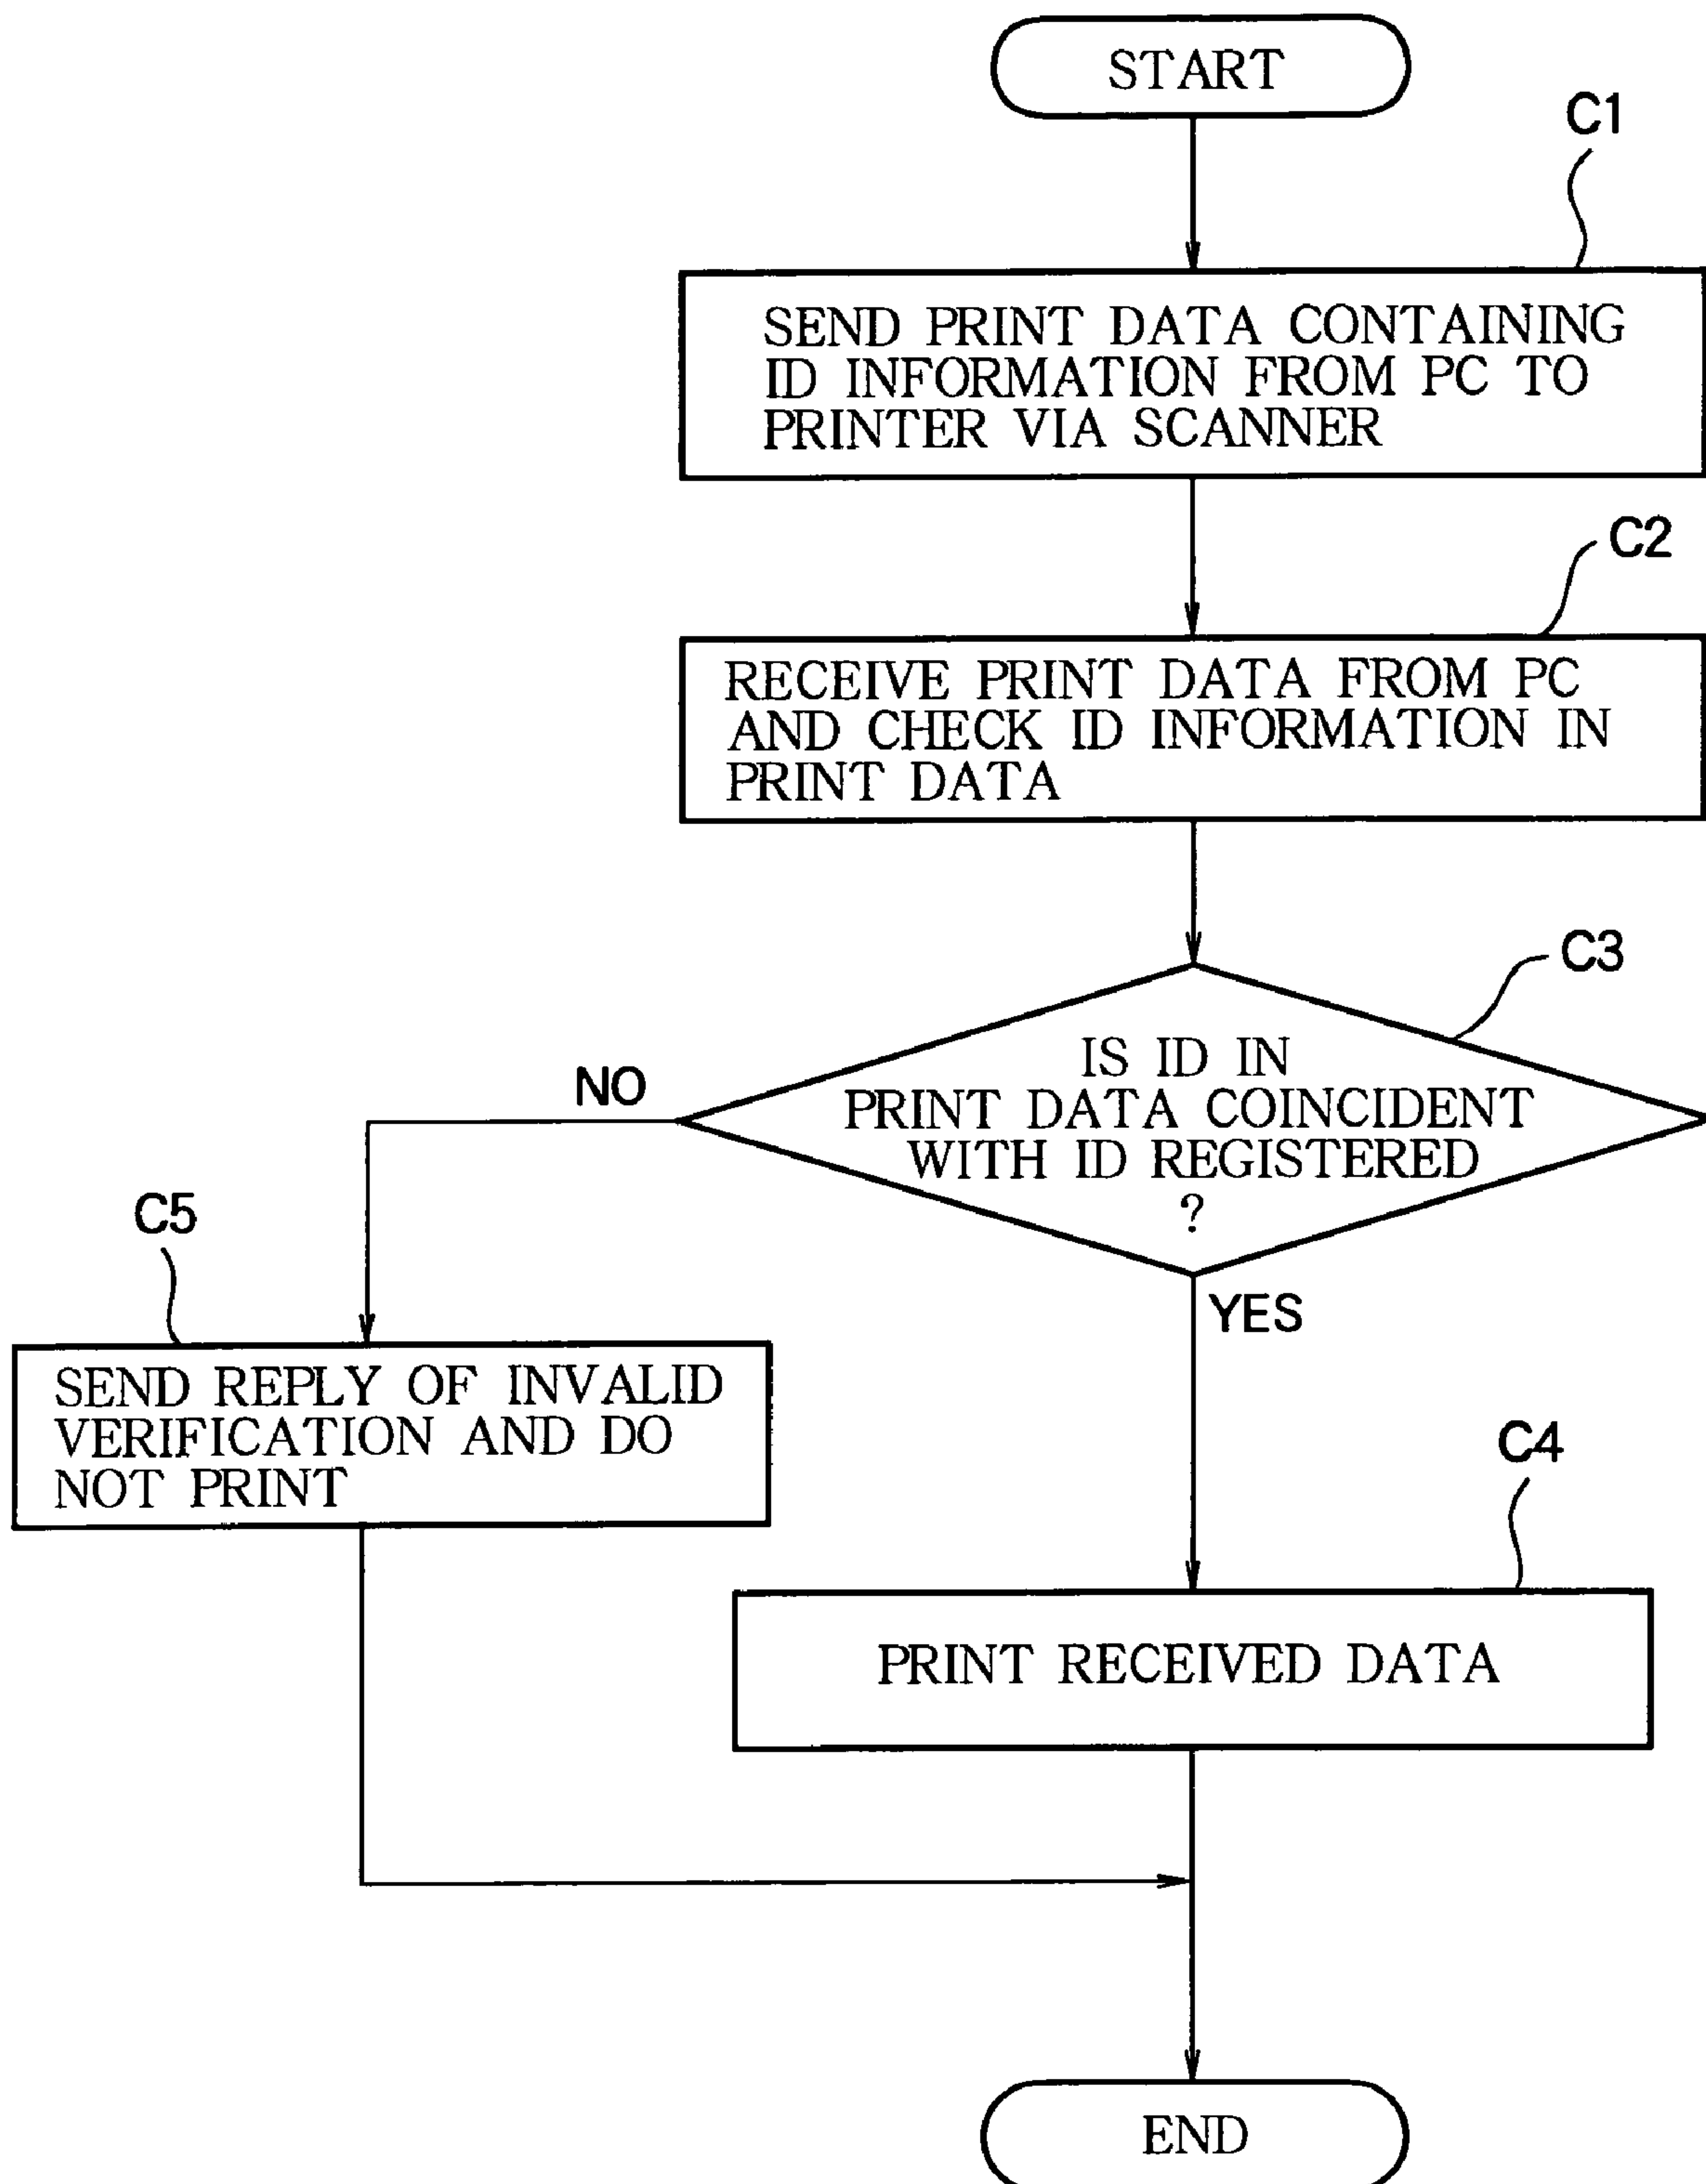 START
C1
SEND PRINT DATA CONTAINING
ID INFORMATION FROM PC TO
PRINTER VIA SCANNER
C2
RECEIVE PRINT DATA FROM PC
AND CHECK ID INFORMATION IN
PRINT DATA
C3
IS ID IN
PRINT DATA COINCIDENT
WITH ID REGISTERED
?
NO
YES
C5
SEND REPLY OF INVALID
VERIFICATION AND DO
NOT PRINT
C4
PRINT RECEIVED DATA
END